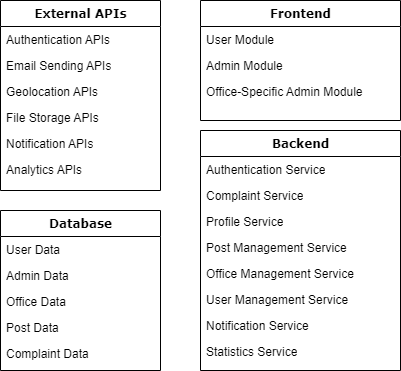 External APIs
Authentication APIs
Email Sending APIs
Geolocation APIs
File Storage APIs
Notification APIs
Analytics APIs
Frontend
User Module
Admin Module
Office-Specific Admin Module
Database
User Data
Admin Data
Office Data
Post Data
Complaint Data
Backend
Authentication Service
Complaint Service
Profile Service
Post Management Service
Office Management Service
User Management Service
Notification Service
Statistics Service